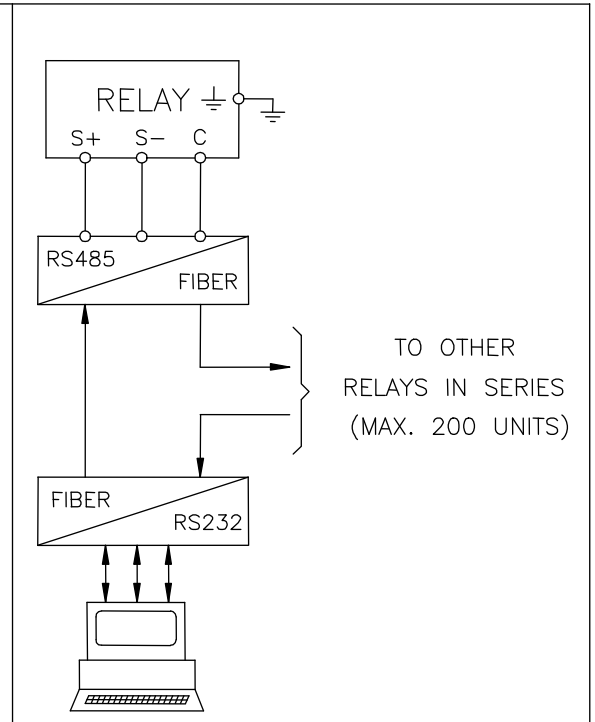 RELAY
S+ S− C
RS485
FIBER
TO OTHER
RELAYS IN SERIES
(MAX. 200 UNITS)
FIBER
RS232